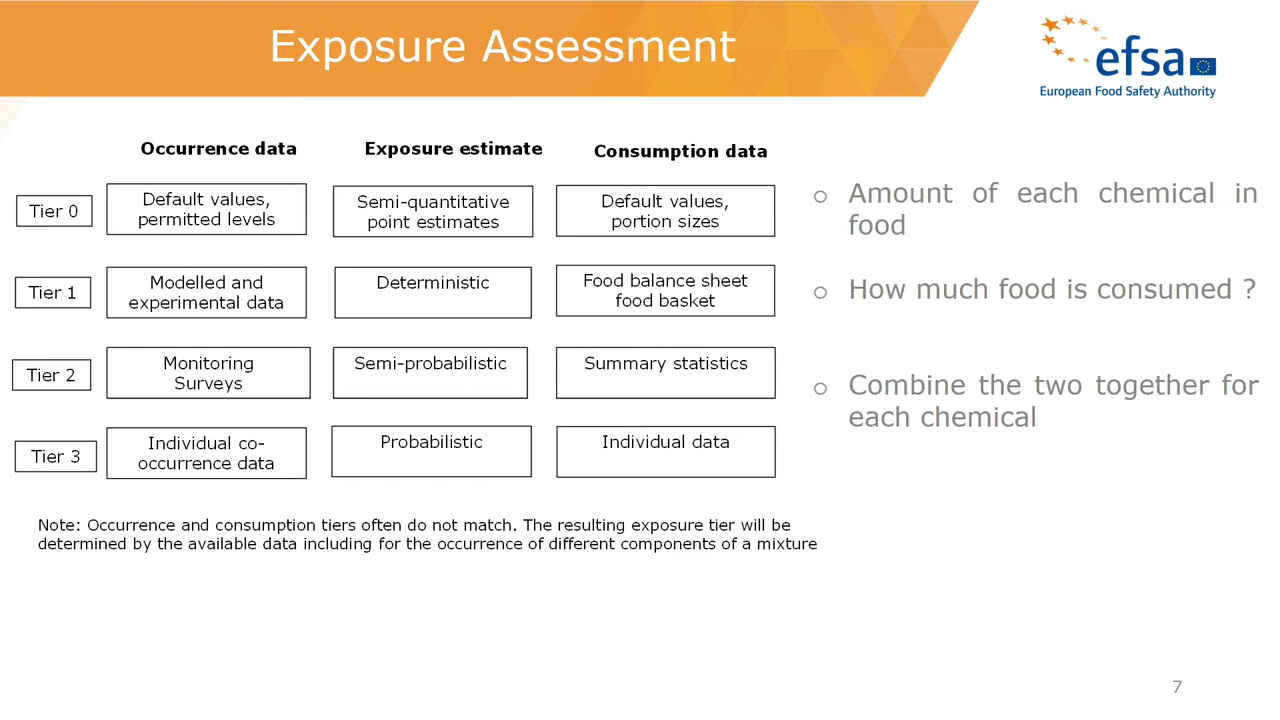 Exposure Assessment
efsa
European Food Safety Authority
Occurrence data
Exposure estimate
Consumption data
Tier 0
Default values,
permitted levels
Semi-quantitative
point estimates
Default values,
portion sizes
Tier 1
Modelled and
experimental data
Deterministic
Food balance sheet
food basket
Tier 2
Monitoring
Surveys
Semi-probabilistic
Summary statistics
Tier 3
Individual co-
occurrence data
Probabilistic
Individual data
Note: Occurrence and consumption tiers often do not match. The resulting exposure tier will be
determined by the available data including for the occurrence of different components of a mixture
o Amount of each chemical in
food
o How much food is consumed ?
o Combine the two together for
each chemical
7